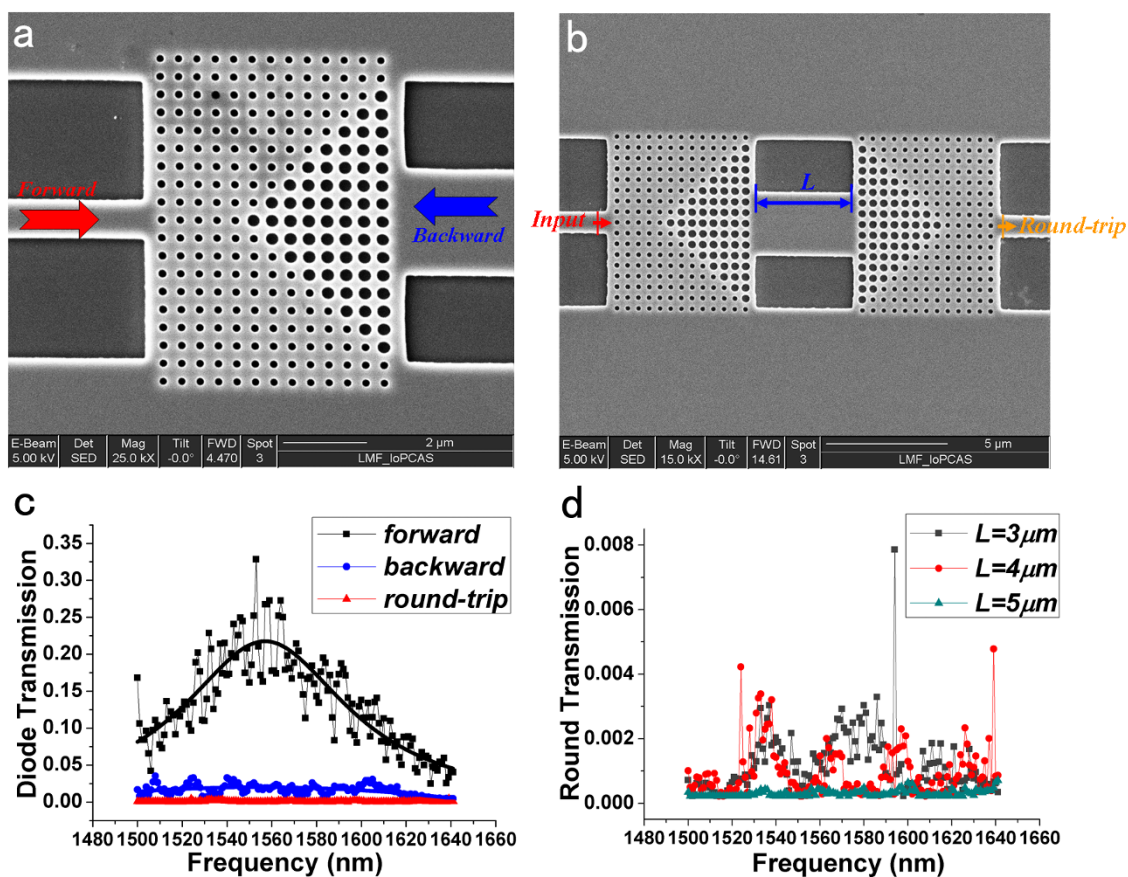 a
Forward
Backward
E-Beam Det Mag Tilt FWD Spot 2 µm
5.00 kV SED 25.0 kX -0.0° 4.470 3 LMF_IoPCAS
b
L
Input
Round-trip
E-Beam Det Mag Tilt FWD Spot 5 µm
5.00 kV SED 15.0 kX -0.0° 14.61 3 LMF_IoPCAS
c
forward
backward
round-trip
0.35
0.30
0.25
0.20
0.15
0.10
0.05
0.00
Diode Transmission
1480 1500 1520 1540 1560 1580 1600 1620 1640 1660
Frequency (nm)
d
L=3µm
L=4µm
L=5µm
0.008
0.006
0.004
0.002
0.000
Round Transmission
1480 1500 1520 1540 1560 1580 1600 1620 1640 1660
Frequency (nm)